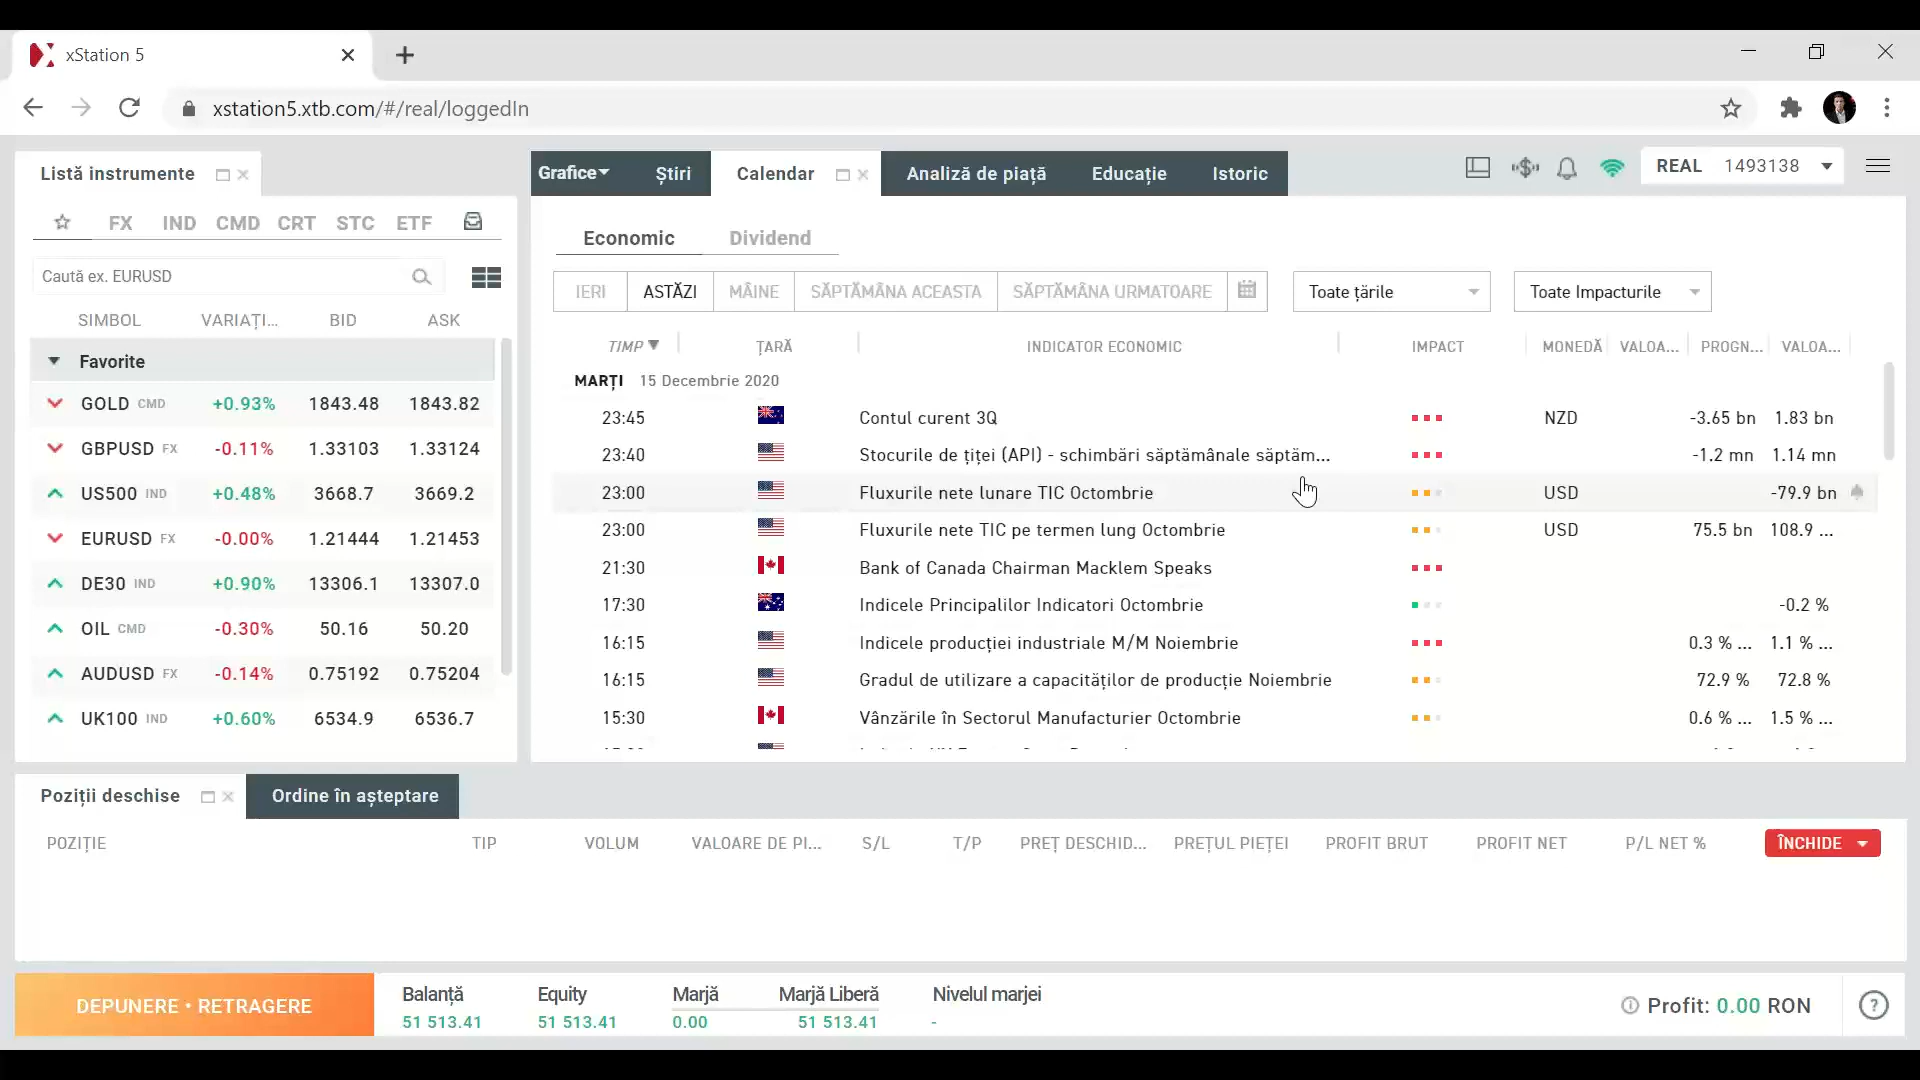 xStation 5
xstation5.xtb.com/#/real/loggedIn
Listă instrumente
Grafice Știri Calendar Analiză de piață Educație Istoric
REAL 1493138
FX IND CMD CRT STC ETF
Caută ex. EURUSD
SIMBOL VARIAȚI... BID ASK
Favorite
GOLD CMD +0.93% 1843.48 1843.82
GBPUSD FX -0.11% 1.33103 1.33124
US500 IND +0.48% 3668.7 3669.2
EURUSD FX -0.00% 1.21444 1.21453
DE30 IND +0.90% 13306.1 13307.0
OIL CMD -0.30% 50.16 50.20
AUDUSD FX -0.14% 0.75192 0.75204
UK100 IND +0.60% 6534.9 6536.7
Economic Dividend
IERI ASTĂZI MÂINE SĂPTĂMÂNA ACEASTA SĂPTĂMÂNA URMATOARE
Toate țările Toate Impacturile
TIMP ▼ ȚARĂ INDICATOR ECONOMIC IMPACT MONEDĂ VALOA... PROGN... VALOA...
MARȚI 15 Decembrie 2020
23:45 Contul curent 3Q NZD -3.65 bn 1.83 bn
23:40 Stocurile de țiței (API) - schimbări săptămânale săptăm... -1.2 mn 1.14 mn
23:00 Fluxurile nete lunare TIC Octombrie USD -79.9 bn
23:00 Fluxurile nete TIC pe termen lung Octombrie USD 75.5 bn 108.9 ...
21:30 Bank of Canada Chairman Macklem Speaks
17:30 Indicele Principalilor Indicatori Octombrie -0.2 %
16:15 Indicele producției industriale M/M Noiembrie 0.3 % ... 1.1 % ...
16:15 Gradul de utilizare a capacităților de producție Noiembrie 72.9 % 72.8 %
15:30 Vânzările în Sectorul Manufacturier Octombrie 0.6 % ... 1.5 % ...
Poziții deschise Ordine în așteptare
POZIȚIE TIP VOLUM VALOARE DE PI... S/L T/P PREȚ DESCHID... PREȚUL PIEȚEI PROFIT BRUT PROFIT NET P/L NET % ÎNCHIDE
DEPUNERE • RETRAGERE
Balanță Equity Marjă Marjă Liberă Nivelul marjei
51 513.41 51 513.41 0.00 51 513.41 -
Profit: 0.00 RON